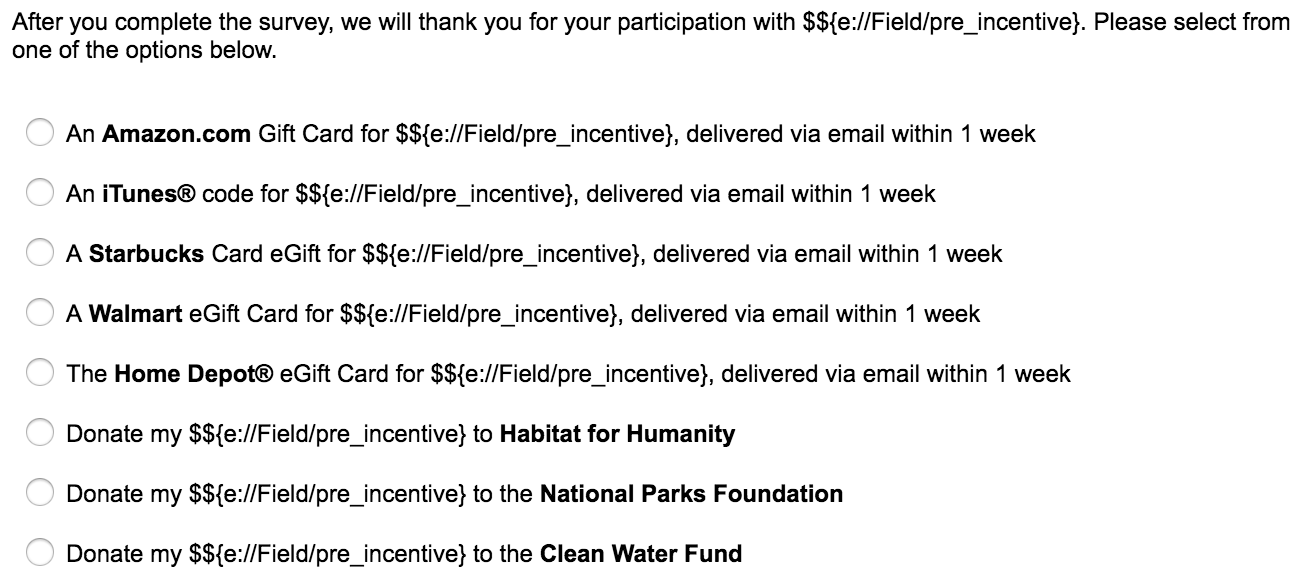 After you complete the survey, we will thank you for your participation with $${e://Field/pre_incentive}. Please select from
one of the options below.
An Amazon.com Gift Card for $${e://Field/pre_incentive}, delivered via email within 1 week
An iTunes® code for $${e://Field/pre_incentive}, delivered via email within 1 week
A Starbucks Card eGift for $${e://Field/pre_incentive}, delivered via email within 1 week
A Walmart eGift Card for $${e://Field/pre_incentive}, delivered via email within 1 week
The Home Depot® eGift Card for $${e://Field/pre_incentive}, delivered via email within 1 week
Donate my $${e://Field/pre_incentive} to Habitat for Humanity
Donate my $${e://Field/pre_incentive} to the National Parks Foundation
Donate my $${e://Field/pre_incentive} to the Clean Water Fund